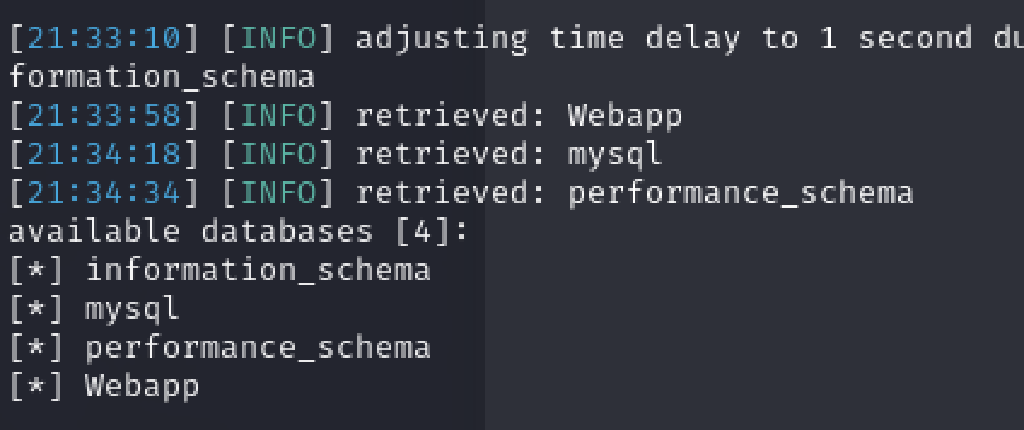 [21:33:10] [INFO] adjusting time delay to 1 second du
formation_schema
[21:33:58] [INFO] retrieved: Webapp
[21:34:18] [INFO] retrieved: mysql
[21:34:34] [INFO] retrieved: performance_schema
available databases [4]:
[*] information_schema
[*] mysql
[*] performance_schema
[*] Webapp